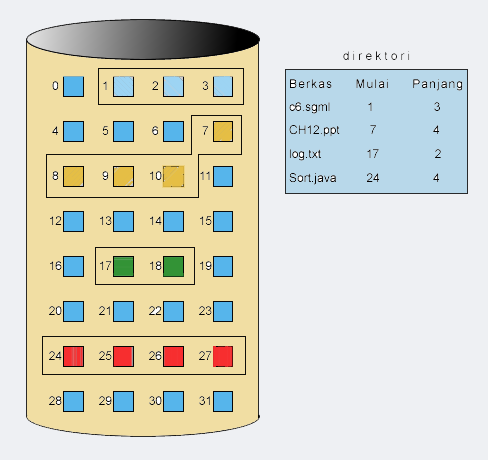 direktori
Berkas Mulai Panjang
c6.sgml 1 3
CH12.ppt 7 4
log.txt 17 2
Sort.java 24 4
0 1 2 3
4 5 6 7
8 9 10 11
12 13 14 15
16 17 18 19
20 21 22 23
24 25 26 27
28 29 30 31